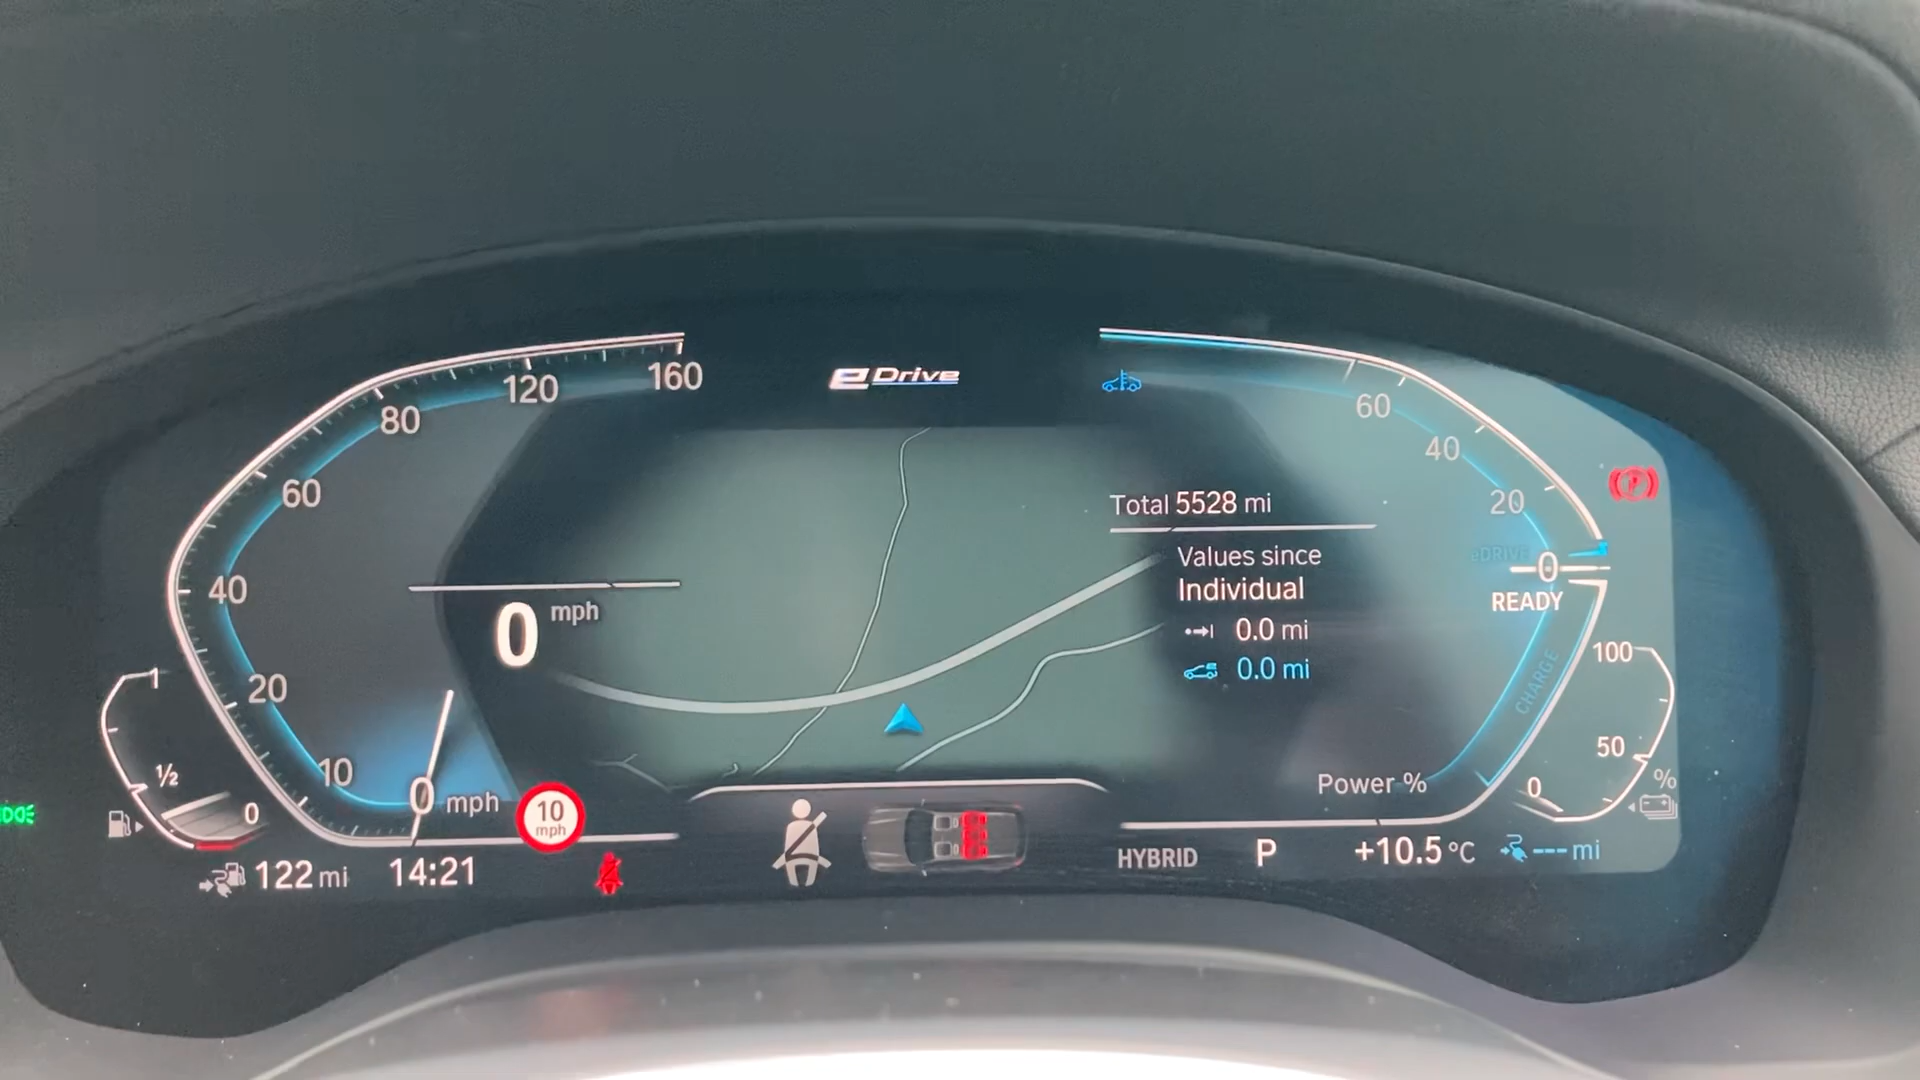 eDrive
160
120
80
60
40
20
10
0 mph
0 mph
10
mph
1
½
0
122 mi
14:21
Total 5528 mi
Values since
Individual
0.0 mi
0.0 mi
60
40
20
0
eDRIVE
READY
CHARGE
Power %
100
50
0
%
HYBRID
P
+10.5 °C
--- mi